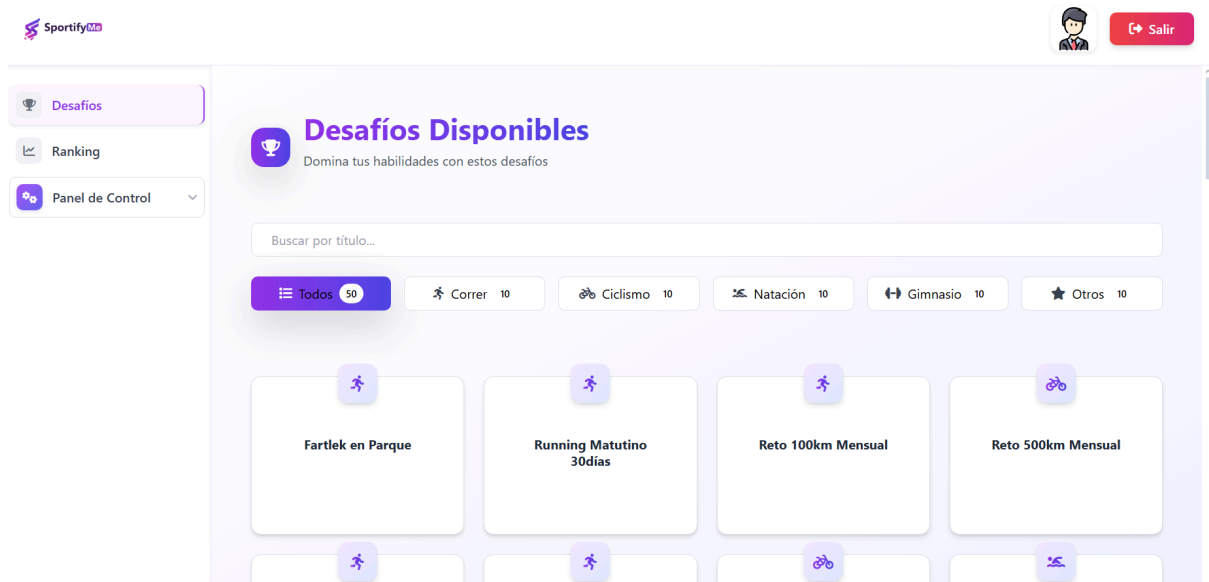 SportifyMe
Salir
Desafíos
Ranking
Panel de Control
Desafíos Disponibles
Domina tus habilidades con estos desafíos
Buscar por título...
Todos 50
Correr 10
Ciclismo 10
Natación 10
Gimnasio 10
Otros 10
Fartlek en Parque
Running Matutino
30días
Reto 100km Mensual
Reto 500km Mensual